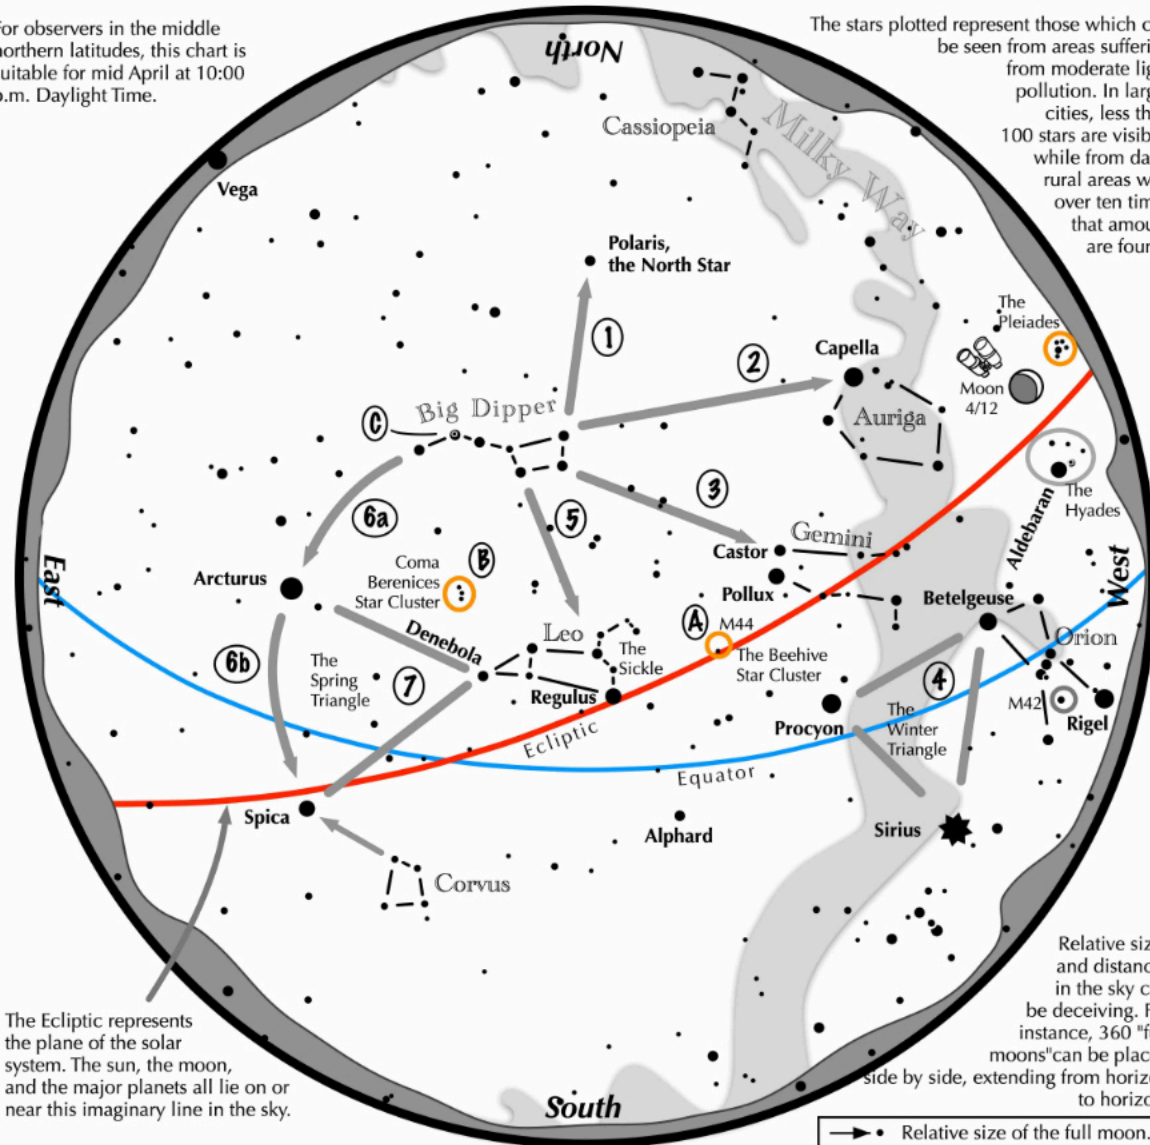 or observers in the middle
orthern latitudes, this chart is
uitable for mid April at 10:00
.m. Daylight Time.
The stars plotted represent those which c
be seen from areas sufferi
from moderate lig
pollution. In larg
cities, less th
100 stars are visib
while from da
rural areas w
over ten tim
that amou
are four
North
Cassiopeia
Milky Way
Vega
Polaris,
the North Star
1
2
Capella
The
Pleiades
Moon
4/12
Auriga
C
Big Dipper
3
6a
5
The
Hyades
Aldebaran
Gemini
Castor
Pollux
East
West
Arcturus
Coma
Berenices
Star Cluster
B
Betelgeuse
Orion
A
M44
The Beehive
Star Cluster
Denebola
Leo
The
Sickle
Regulus
6b
The
Spring
Triangle
7
4
M42
Rigel
Procyon
The
Winter
Triangle
Ecliptic
Equator
Spica
Alphard
Sirius
Corvus
The Ecliptic represents
the plane of the solar
system. The sun, the moon,
and the major planets all lie on or
near this imaginary line in the sky.
Relative siz
and distanc
in the sky c
be deceiving. F
instance, 360 "f
moons"can be plac
side by side, extending from horiz
to horizo
South
Relative size of the full moon.